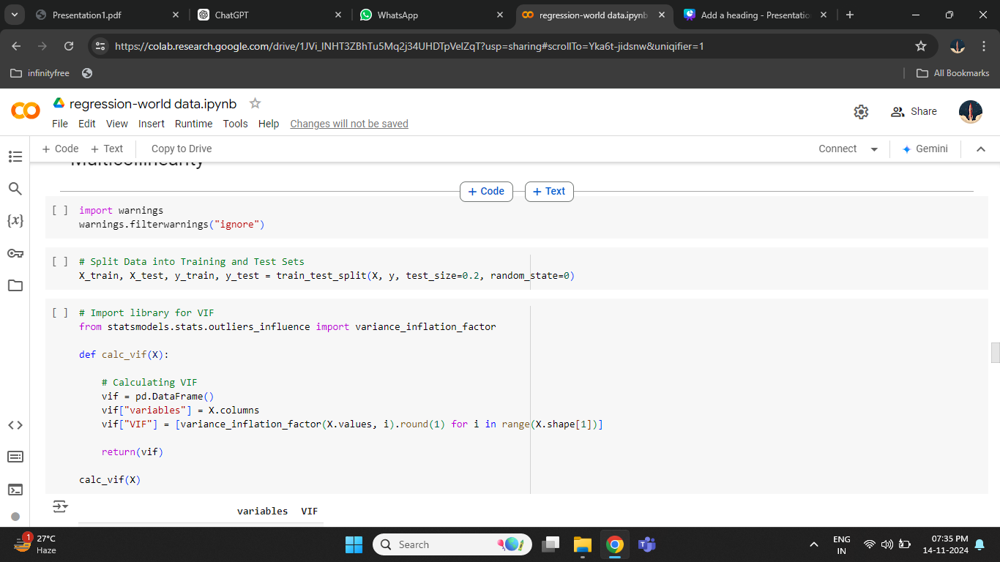 Presentation1.pdf
ChatGPT
WhatsApp
regression-world data.ipynb
Add a heading - Presentatio
https://colab.research.google.com/drive/1JVi_lNHT3ZBhTu5Mq2j34UHDTpVelZqT?usp=sharing#scrollTo=Yka6t-jidsnw&uniqifier=1
infinityfree
All Bookmarks
regression-world data.ipynb
File Edit View Insert Runtime Tools Help Changes will not be saved
Share
+ Code + Text Copy to Drive
Connect
Gemini
Multicollinearity
+ Code
+ Text
[ ] import warnings
warnings.filterwarnings("ignore")
[ ] # Split Data into Training and Test Sets
X_train, X_test, y_train, y_test = train_test_split(X, y, test_size=0.2, random_state=0)
[ ] # Import library for VIF
from statsmodels.stats.outliers_influence import variance_inflation_factor
def calc_vif(X):
# Calculating VIF
vif = pd.DataFrame()
vif["variables"] = X.columns
vif["VIF"] = [variance_inflation_factor(X.values, i).round(1) for i in range(X.shape[1])]
return(vif)
calc_vif(X)
variables VIF
1
27°C
Haze
Search
ENG
IN
07:35 PM
14-11-2024